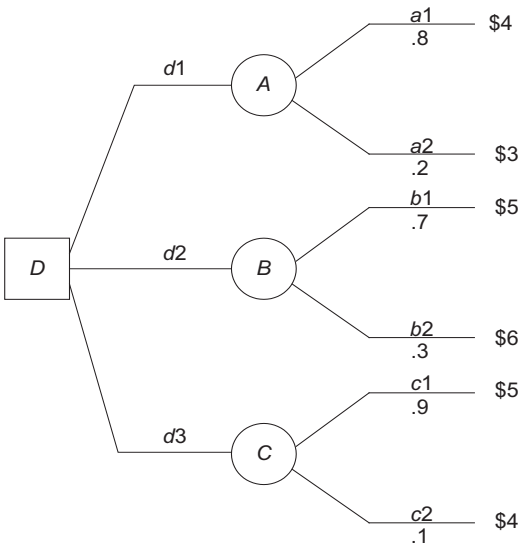 a1 $4
.8
d1 A
a2 $3
.2
b1 $5
.7
D d2 B
b2 $6
.3
c1 $5
.9
d3 C
c2 $4
.1